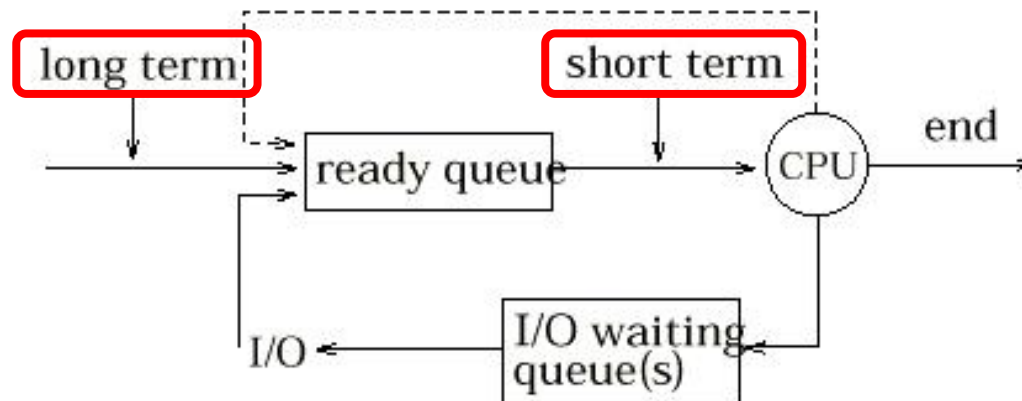 long term
short term
end
ready queue
CPU
I/O
I/O waiting
queue(s)